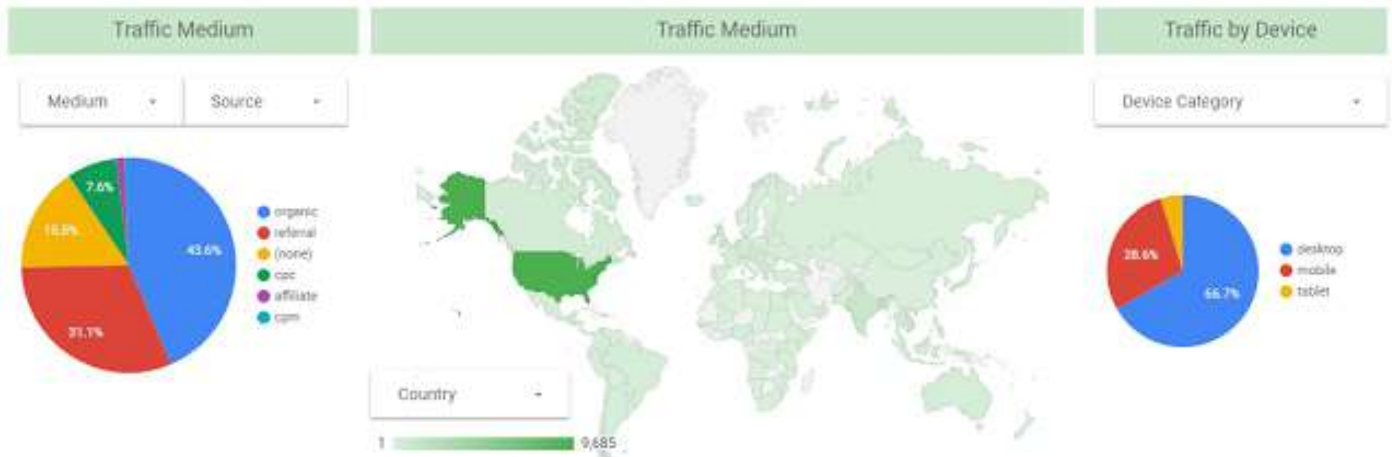 Traffic Medium
Medium
Source
7.6%
43.6%
31.1%
organic
referral
(none)
cpc
affiliate
cpm
Traffic Medium
Country
1
9,685
Traffic by Device
Device Category
28.6%
66.7%
desktop
mobile
tablet